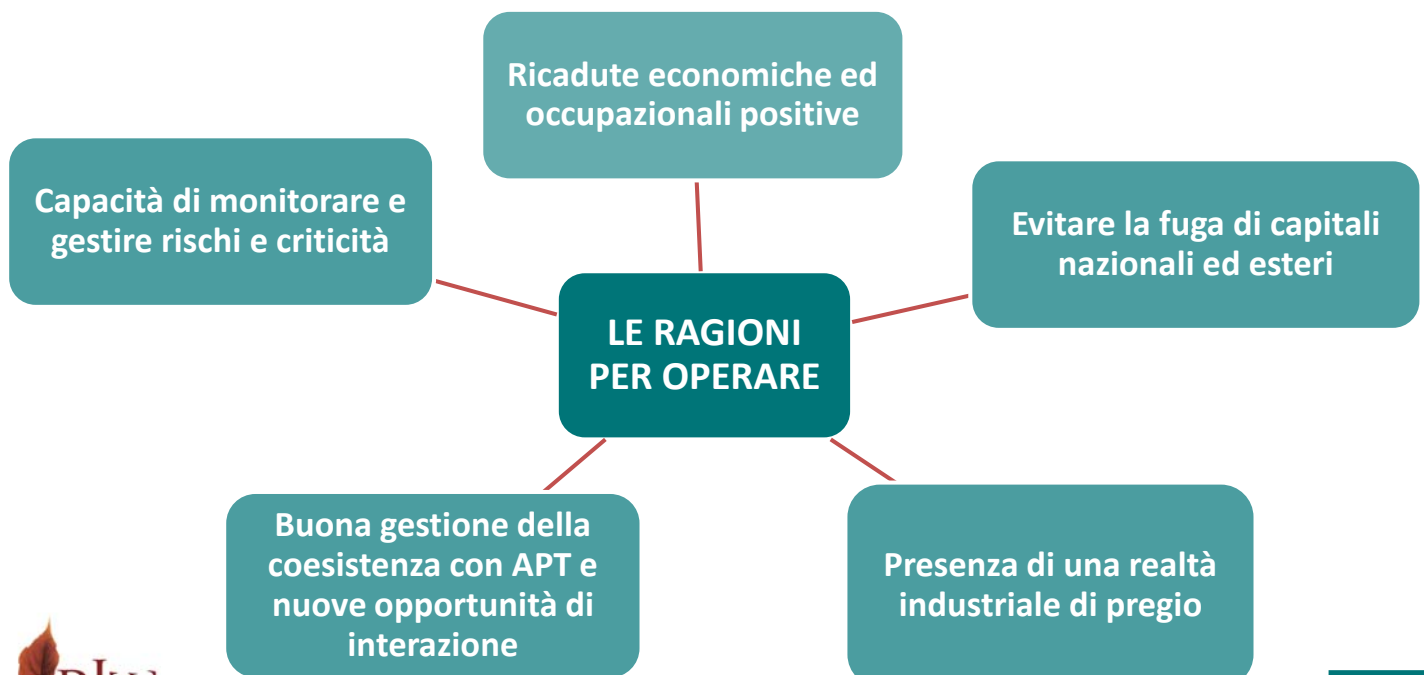 Ricadute economiche ed
occupazionali positive
Capacità di monitorare e
gestire rischi e criticità
Evitare la fuga di capitali
nazionali ed esteri
LE RAGIONI
PER OPERARE
Buona gestione della
coesistenza con APT e
nuove opportunità di
interazione
Presenza di una realtà
industriale di pregio